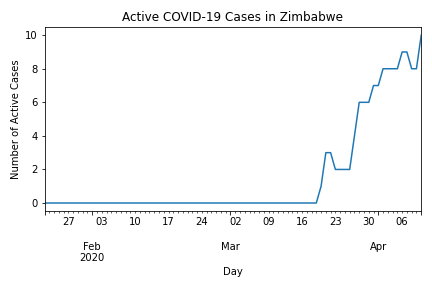 Active COVID-19 Cases in Zimbabwe
10
8
6
4
2
0
Number of Active Cases
27 03 10 17 24 02 09 16 23 30 06
Feb Mar Apr
2020
Day